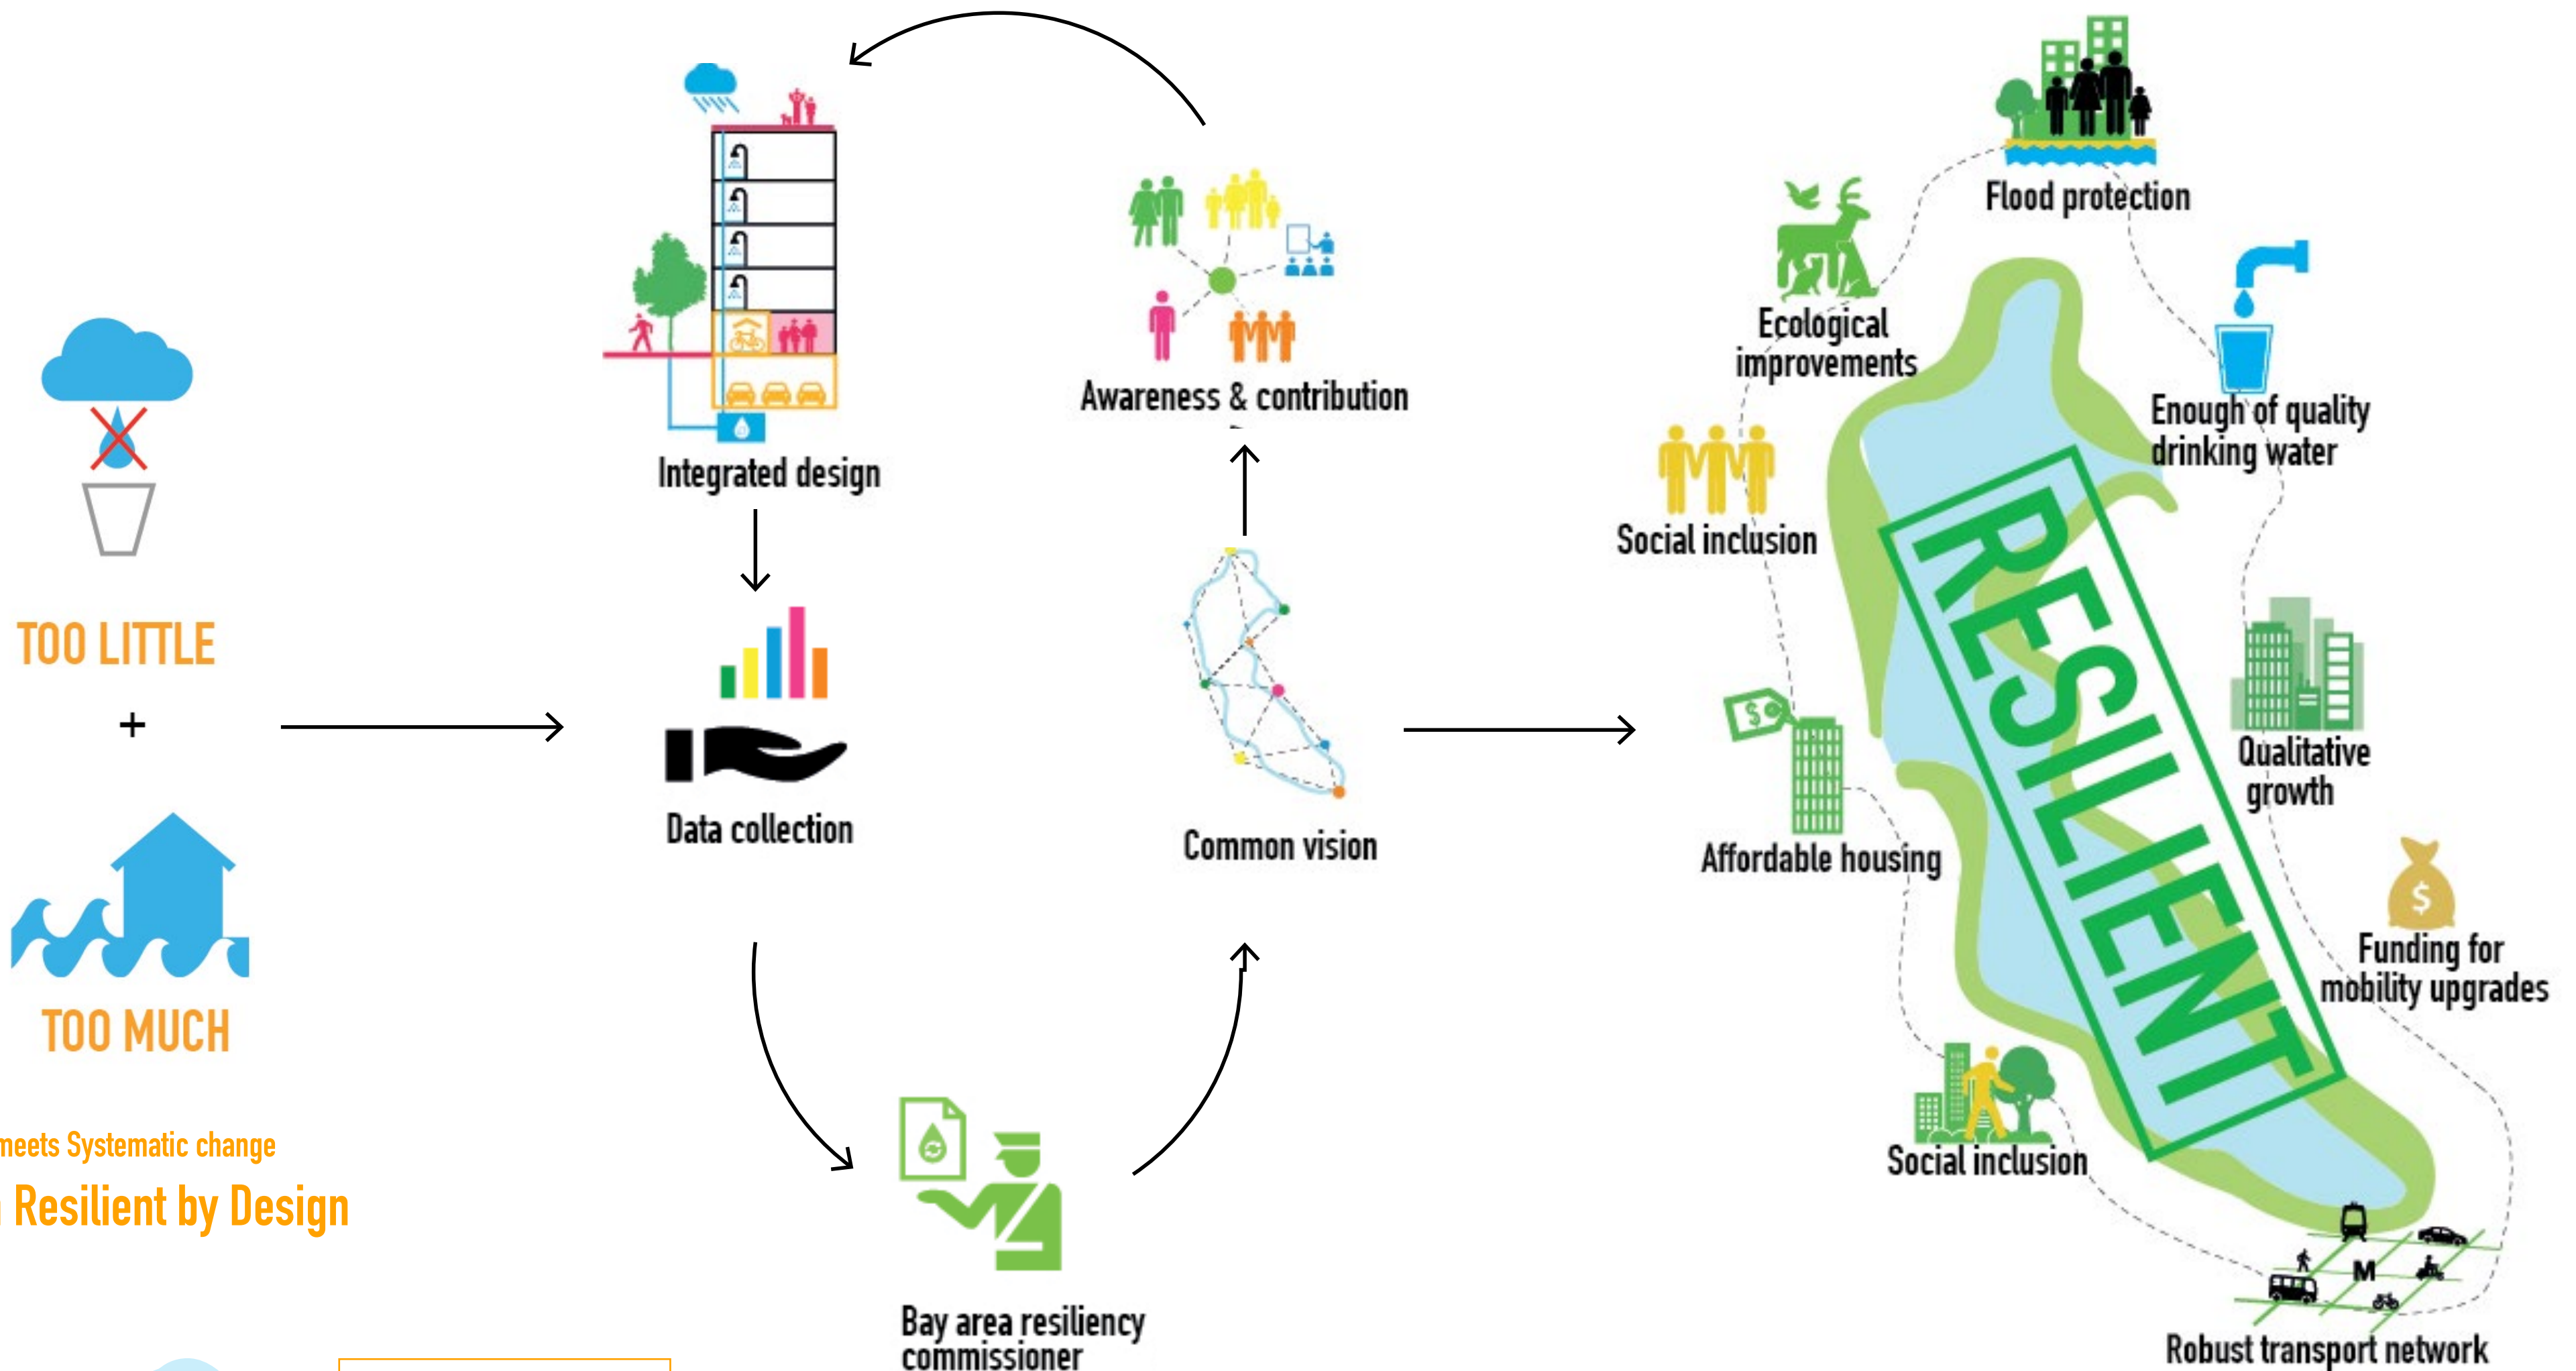 TOO LITTLE
+
TOO MUCH
meets Systematic change
Resilient by Design
Integrated design
Data collection
Bay area resiliency
commissioner
Common vision
Awareness & contribution
Flood protection
Ecological
improvements
Enough of quality
drinking water
Social inclusion
RESILIENT
$
Qualitative
growth
Affordable housing
$
Funding for
mobility upgrades
Social inclusion
M
Robust transport network